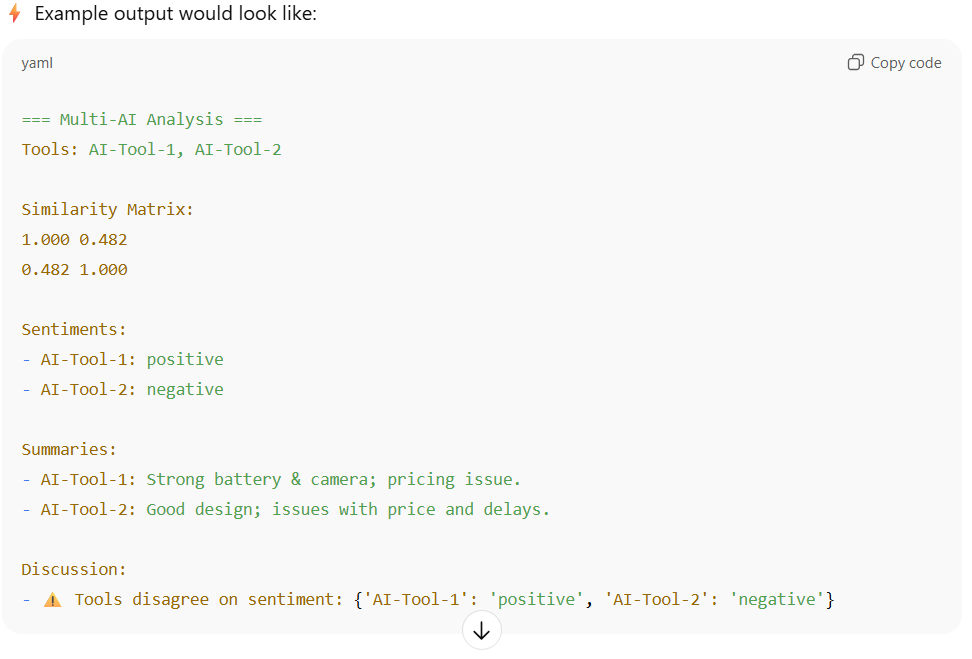 ⚡ Example output would look like:
yaml
Copy code
=== Multi-AI Analysis ===
Tools: AI-Tool-1, AI-Tool-2
Similarity Matrix:
1.000 0.482
0.482 1.000
Sentiments:
- AI-Tool-1: positive
- AI-Tool-2: negative
Summaries:
- AI-Tool-1: Strong battery & camera; pricing issue.
- AI-Tool-2: Good design; issues with price and delays.
Discussion:
- ⚠️ Tools disagree on sentiment: {'AI-Tool-1': 'positive', 'AI-Tool-2': 'negative'}